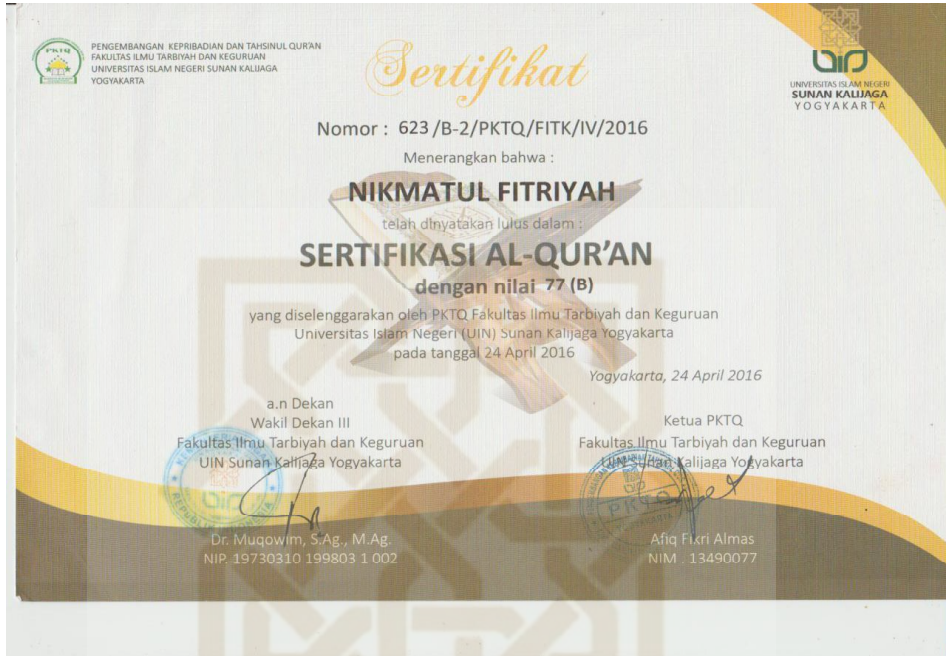 PKTQ
PENGEMBANGAN KEPRIBADIAN DAN TAHSINUL QUR'AN
FAKULTAS ILMU TARBIYAH DAN KEGURUAN
UNIVERSITAS ISLAM NEGERI SUNAN KALIJAGA
YOGYAKARTA
Sertifikat
UNIVERSITAS ISLAM NEGERI
SUNAN KALIJAGA
YOGYAKARTA
Nomor : 623/B-2/PKTQ/FITK/IV/2016
Menerangkan bahwa :
NIKMATUL FITRIYAH
telah dinyatakan lulus dalam :
SERTIFIKASI AL-QUR'AN
dengan nilai 77 (B)
yang diselenggarakan oleh PKTQ Fakultas Ilmu Tarbiyah dan Keguruan
Universitas Islam Negeri (UIN) Sunan Kalijaga Yogyakarta
pada tanggal 24 April 2016
Yogyakarta, 24 April 2016
a.n Dekan
Wakil Dekan III
Fakultas Ilmu Tarbiyah dan Keguruan
UIN Sunan Kalijaga Yogyakarta
REPUBLIK INDONESIA
Dr. Muqowim, S.Ag., M.Ag.
NIP. 19730310 199803 1 002
Ketua PKTQ
Fakultas Ilmu Tarbiyah dan Keguruan
UIN Sunan Kalijaga Yogyakarta
PKTQ
Afiq Fikri Almas
NIM . 13490077